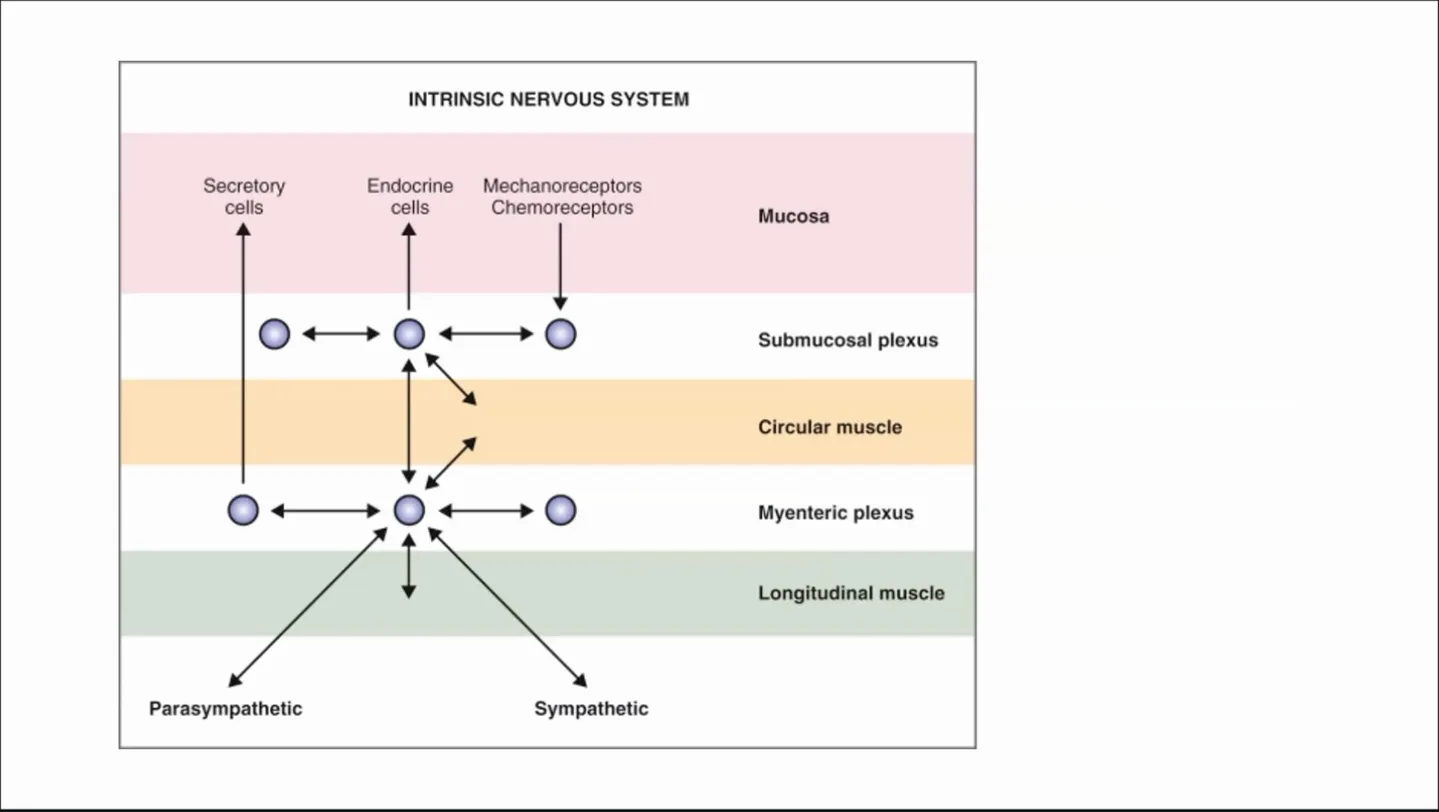 INTRINSIC NERVOUS SYSTEM
Secretory
cells
Endocrine
cells
Mechanoreceptors
Chemoreceptors
Mucosa
Submucosal plexus
Circular muscle
Myenteric plexus
Longitudinal muscle
Parasympathetic
Sympathetic